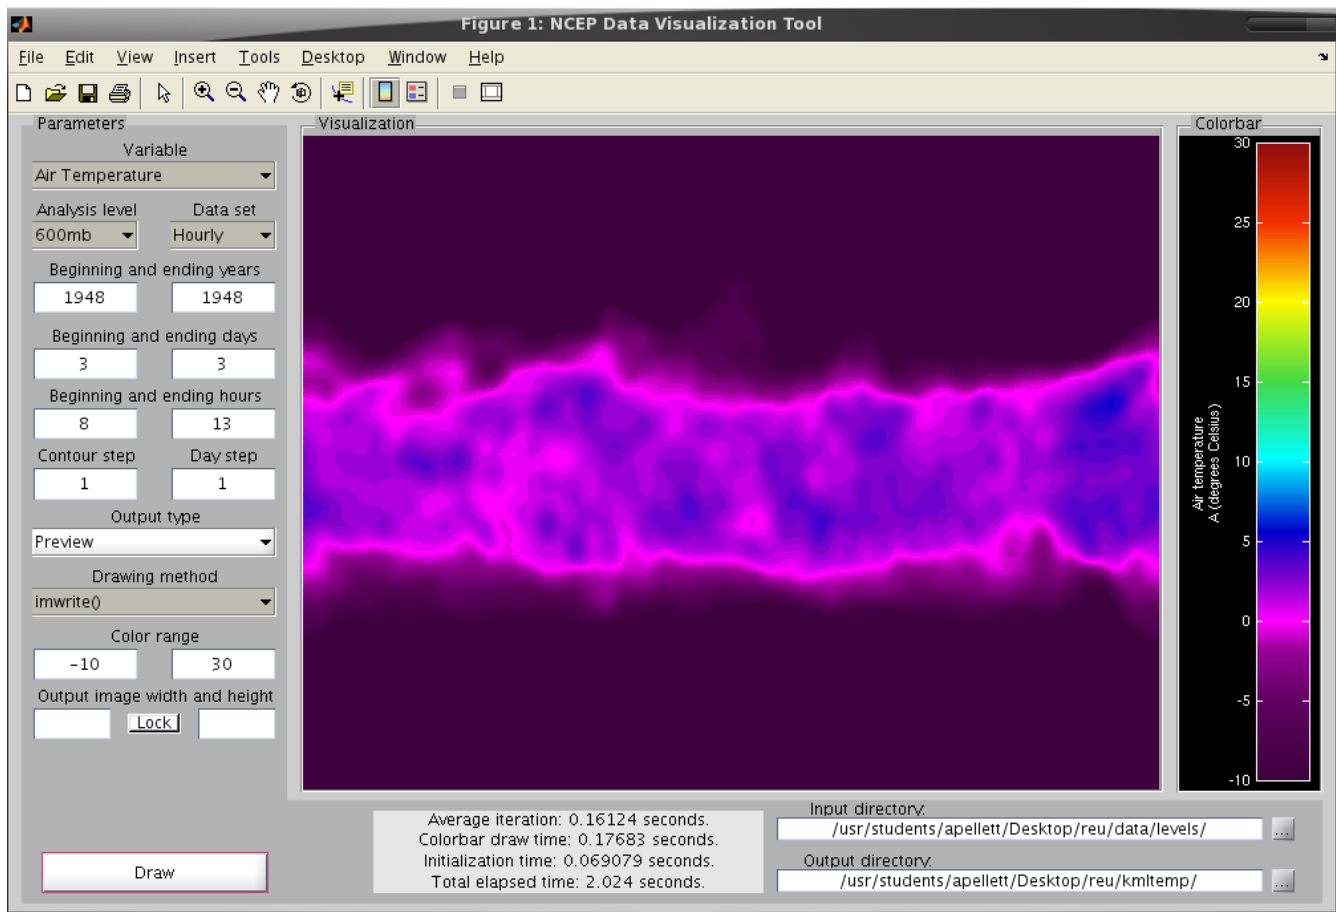 Figure 1: NCEP Data Visualization Tool
File Edit View Insert Tools Desktop Window Help
Parameters
Variable
Air Temperature
Analysis level Data set
600mb Hourly
Beginning and ending years
1948 1948
Beginning and ending days
3 3
Beginning and ending hours
8 13
Contour step Day step
1 1
Output type
Preview
Drawing method
imwrite()
Color range
-10 30
Output image width and height
Lock
Draw
Visualization
Colorbar
30
25
20
15
10
5
0
-5
-10
Air temperature
A (degrees Celsius)
Average iteration: 0.16124 seconds.
Colorbar draw time: 0.17683 seconds.
Initialization time: 0.069079 seconds.
Total elapsed time: 2.024 seconds.
Input directory:
/usr/students/apellett/Desktop/reu/data/levels/
...
Output directory:
/usr/students/apellett/Desktop/reu/kmltemp/
...